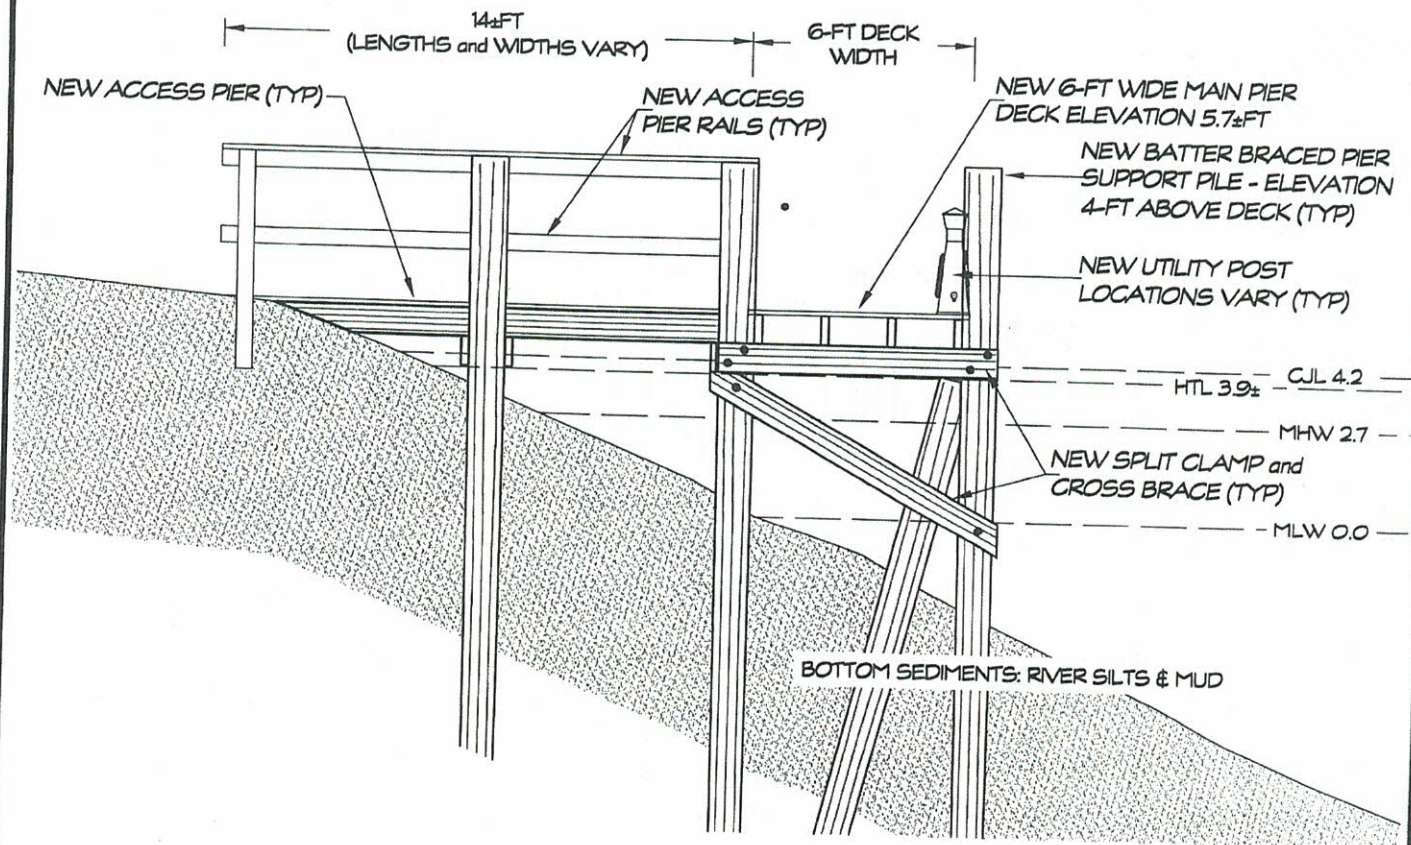 14±FT
(LENGTHS and WIDTHS VARY)
6-FT DECK
WIDTH
NEW ACCESS PIER (TYP)
NEW ACCESS
PIER RAILS (TYP)
NEW 6-FT WIDE MAIN PIER
DECK ELEVATION 5.7±FT
NEW BATTER BRACED PIER
SUPPORT PILE - ELEVATION
4-FT ABOVE DECK (TYP)
NEW UTILITY POST
LOCATIONS VARY (TYP)
CJL 4.2
HTL 3.9±
MHW 2.7
NEW SPLIT CLAMP and
CROSS BRACE (TYP)
MLW 0.0
BOTTOM SEDIMENTS: RIVER SILTS & MUD